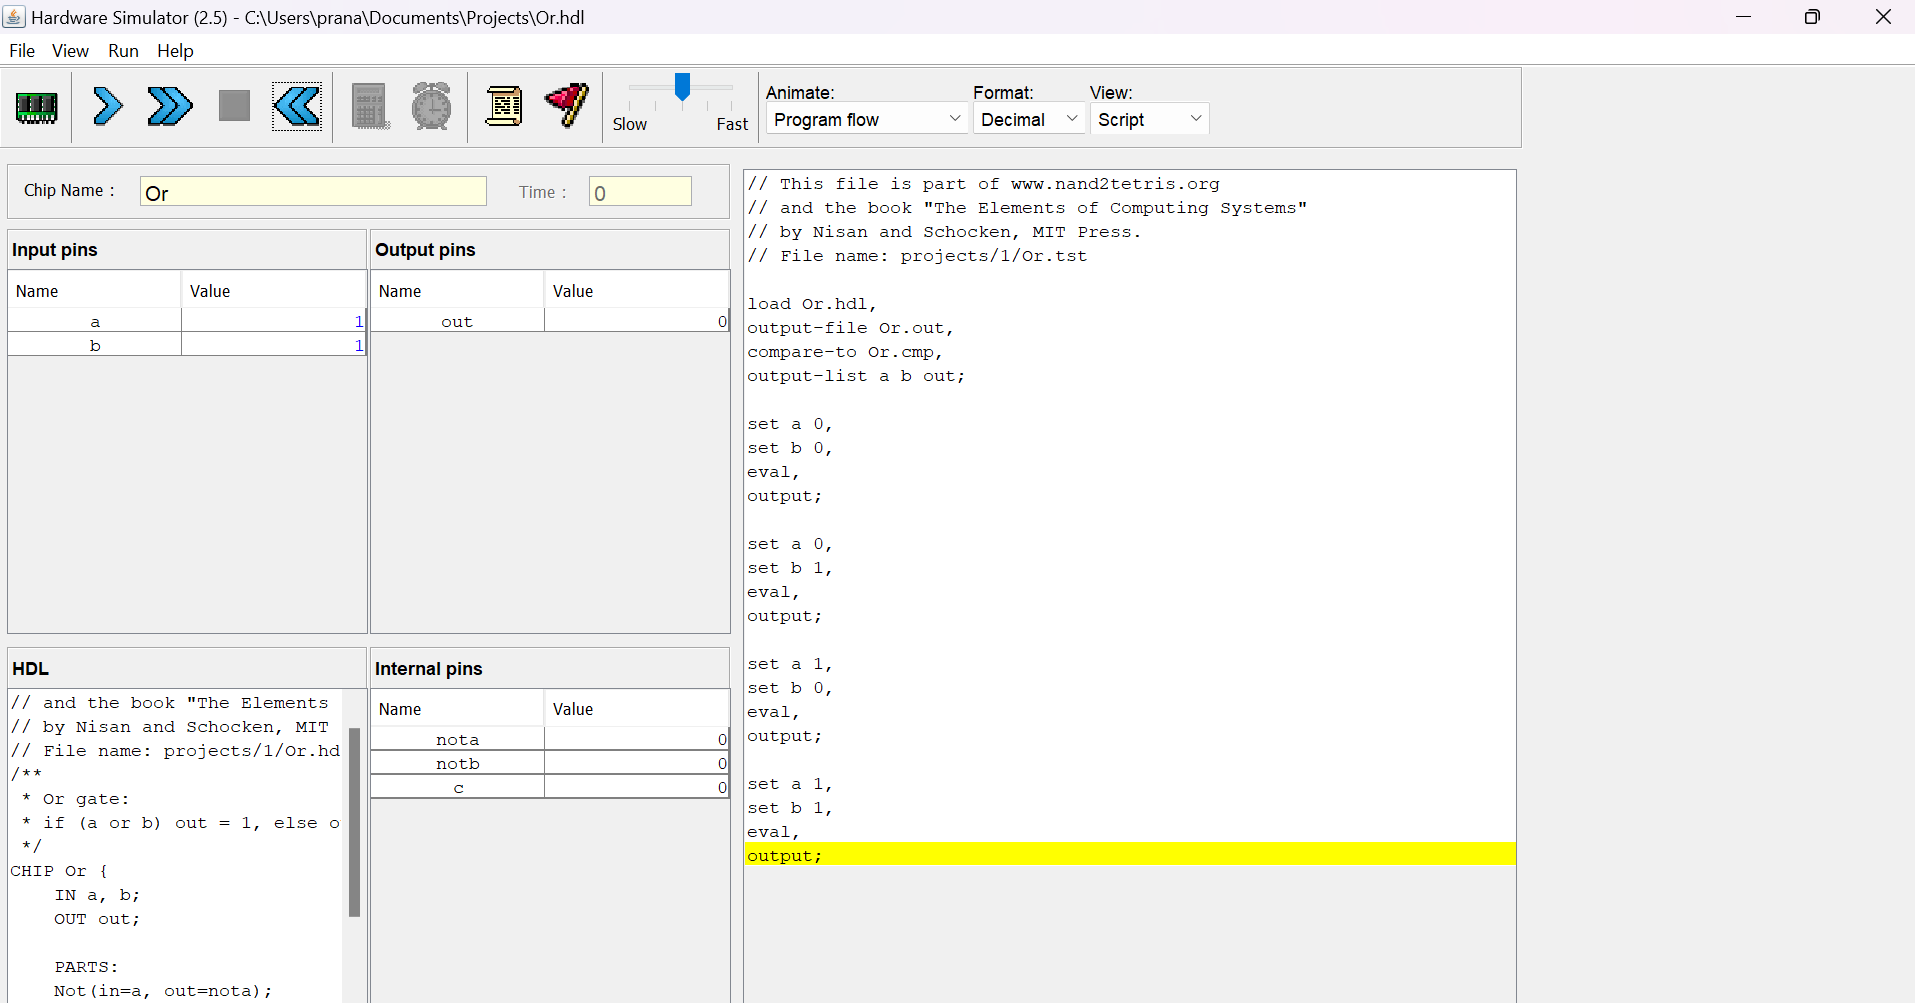 Hardware Simulator (2.5) - C:\Users\prana\Documents\Projects\Or.hdl
File View Run Help
Slow Fast
Animate: Format: View:
Program flow Decimal Script
Chip Name : Or Time : 0
Input pins
Name Value
a 1
b 1
Output pins
Name Value
out 0
HDL
// and the book "The Elements
// by Nisan and Schocken, MIT
// File name: projects/1/Or.hd
/**
* Or gate:
* if (a or b) out = 1, else o
*/
CHIP Or {
IN a, b;
OUT out;
PARTS:
Not(in=a, out=nota);
Internal pins
Name Value
nota 0
notb 0
c 0
// This file is part of www.nand2tetris.org
// and the book "The Elements of Computing Systems"
// by Nisan and Schocken, MIT Press.
// File name: projects/1/Or.tst
load Or.hdl,
output-file Or.out,
compare-to Or.cmp,
output-list a b out;
set a 0,
set b 0,
eval,
output;
set a 0,
set b 1,
eval,
output;
set a 1,
set b 0,
eval,
output;
set a 1,
set b 1,
eval,
output;